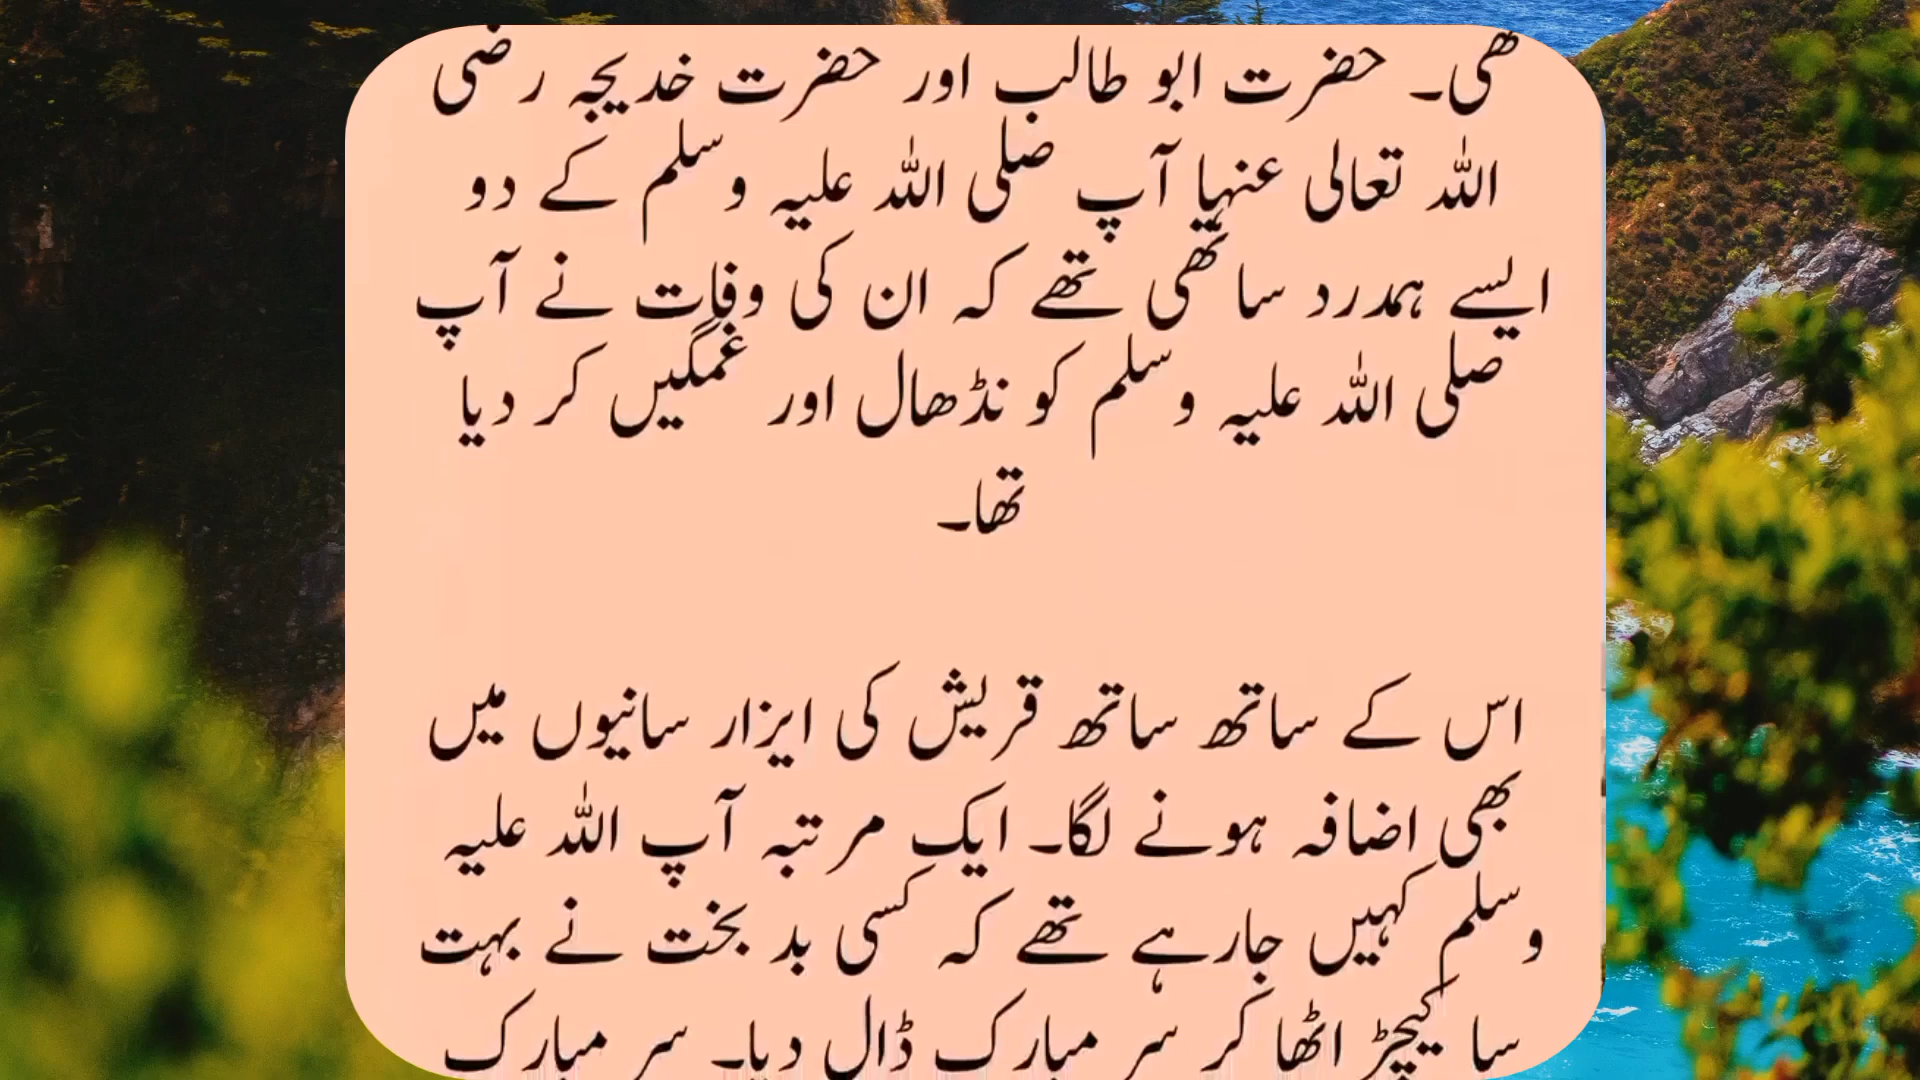 تھی۔ حضرت ابو طالب اور حضرت خدیجہ رضی
اللہ تعالی عنہا آپ صلی اللہ علیہ وسلم کے دو
ایسے ہمدرد ساتھی تھے کہ ان کی وفات نے آپ
صلی اللہ علیہ وسلم کو نڈھال اور غمگیں کر دیا
تھا۔
اس کے ساتھ ساتھ قریش کی ایزار سانیوں میں
بھی اضافہ ہونے لگا۔ ایک مرتبہ آپ اللہ علیہ
وسلم کہیں جارہے تھے کہ کسی بد بخت نے بہت
سا کیچڑ اٹھا کر سر مبارک ڈال دیا۔ سر مبارک